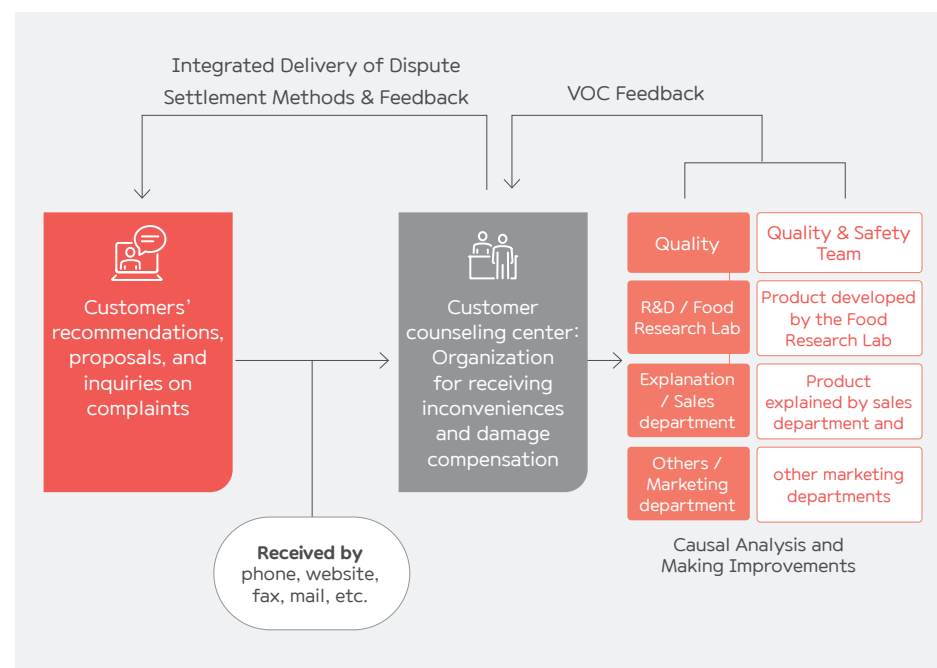 Integrated Delivery of Dispute
Settlement Methods & Feedback
VOC Feedback
Customers'
recommendations,
proposals, and
inquiries on
complaints
Customer
counseling center:
Organization
for receiving
inconveniences
and damage
compensation
Quality
Quality & Safety
Team
R&D / Food
Research Lab
Product developed
by the Food
Research Lab
Explanation
/ Sales
department
Product
explained by sales
department and
Others /
Marketing
department
other marketing
departments
Received by
phone, website,
fax, mail, etc.
Causal Analysis and
Making Improvements